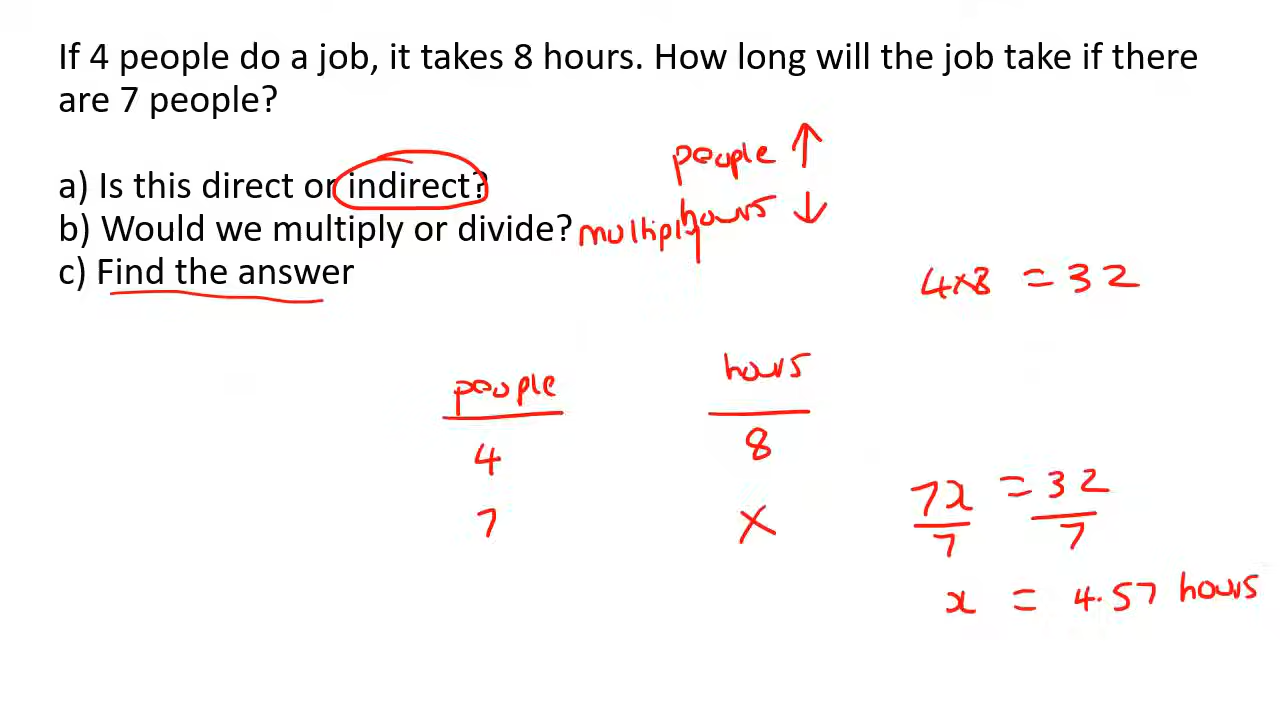 If 4 people do a job, it takes 8 hours. How long will the job take if there
are 7 people?
people ↑
a) Is this direct or indirect?
hours ↓
b) Would we multiply or divide? multiply
c) Find the answer
4×8 = 32
people hours
4 8
7 x
7x = 32
7 7
x = 4.57 hours